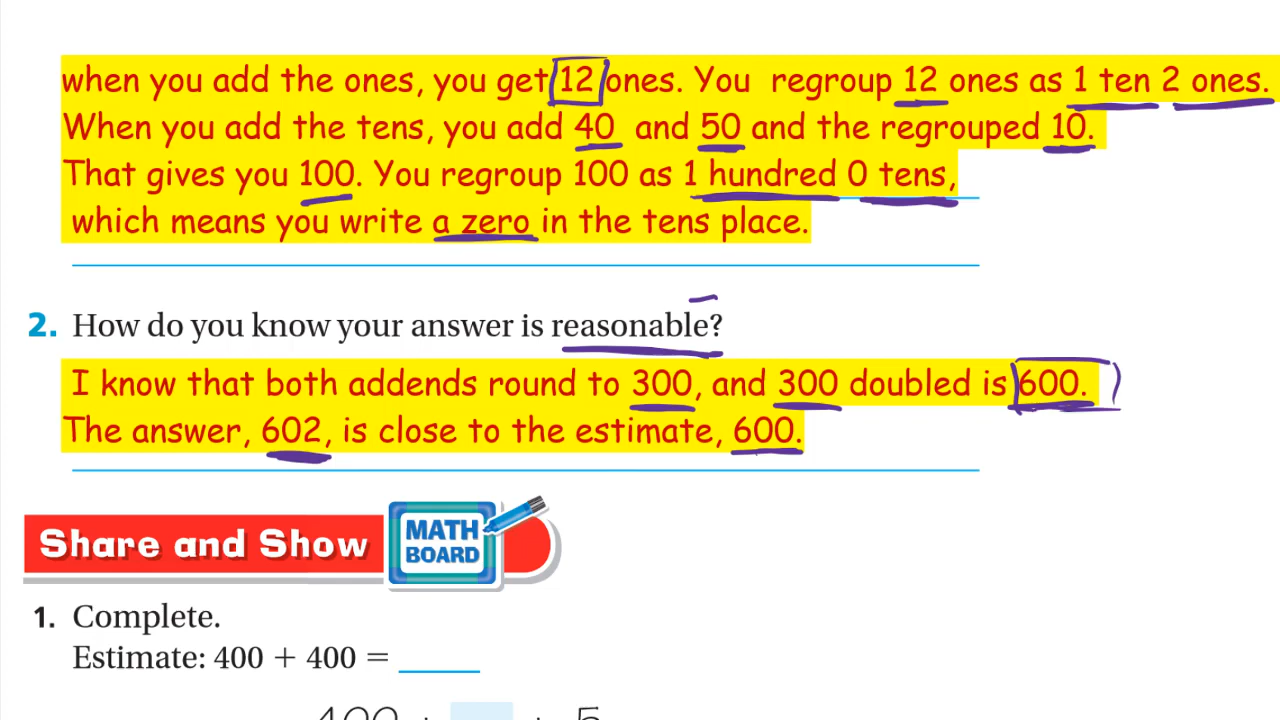 when you add the ones, you get 12 ones. You regroup 12 ones as 1 ten 2 ones.
When you add the tens, you add 40 and 50 and the regrouped 10.
That gives you 100. You regroup 100 as 1 hundred 0 tens,
which means you write a zero in the tens place.
2. How do you know your answer is reasonable?
I know that both addends round to 300, and 300 doubled is 600.
The answer, 602, is close to the estimate, 600.
Share and Show
MATH
BOARD
1. Complete.
Estimate: 400 + 400 =
400 + + 5